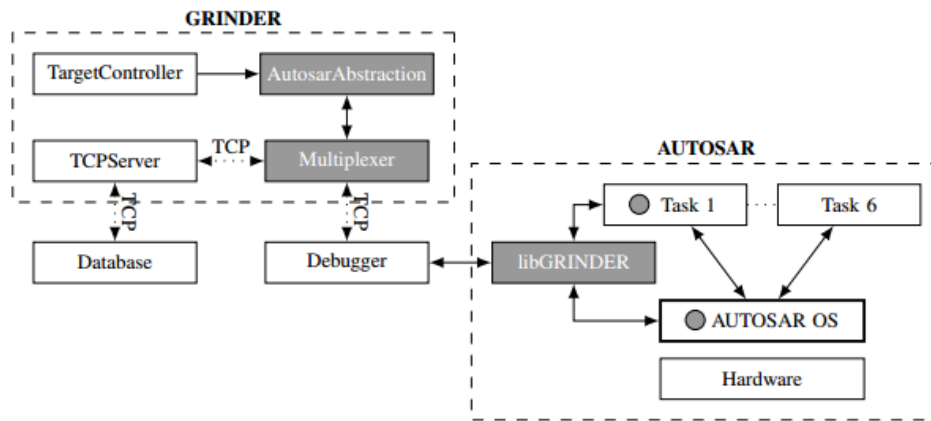 GRINDER
TargetController
AutosarAbstraction
TCPServer
TCP
Multiplexer
TCP
TCP
Database
Debugger
AUTOSAR
Task 1
Task 6
libGRINDER
AUTOSAR OS
Hardware